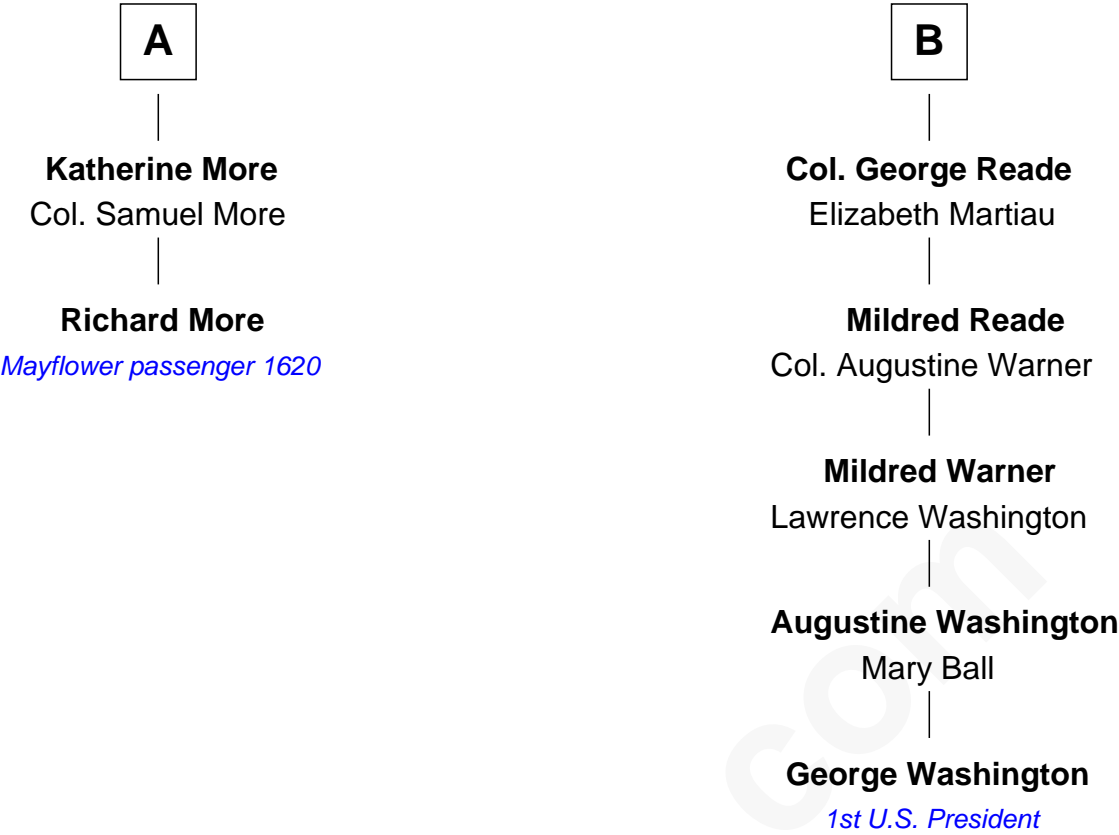 A
Katherine More
Col. Samuel More
Richard More
Mayflower passenger 1620
B
Col. George Reade
Elizabeth Martiau
Mildred Reade
Col. Augustine Warner
Mildred Warner
Lawrence Washington
Augustine Washington
Mary Ball
George Washington
1st U.S. President
com